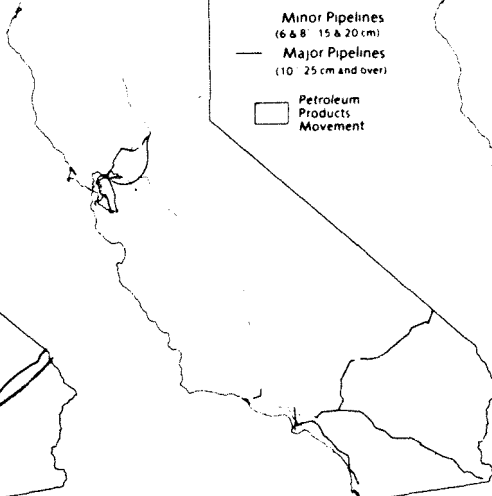 Minor Pipelines
(6 & 8" 15 & 20 cm)
Major Pipelines
(10" 25 cm and over)
Petroleum
Products
Movement